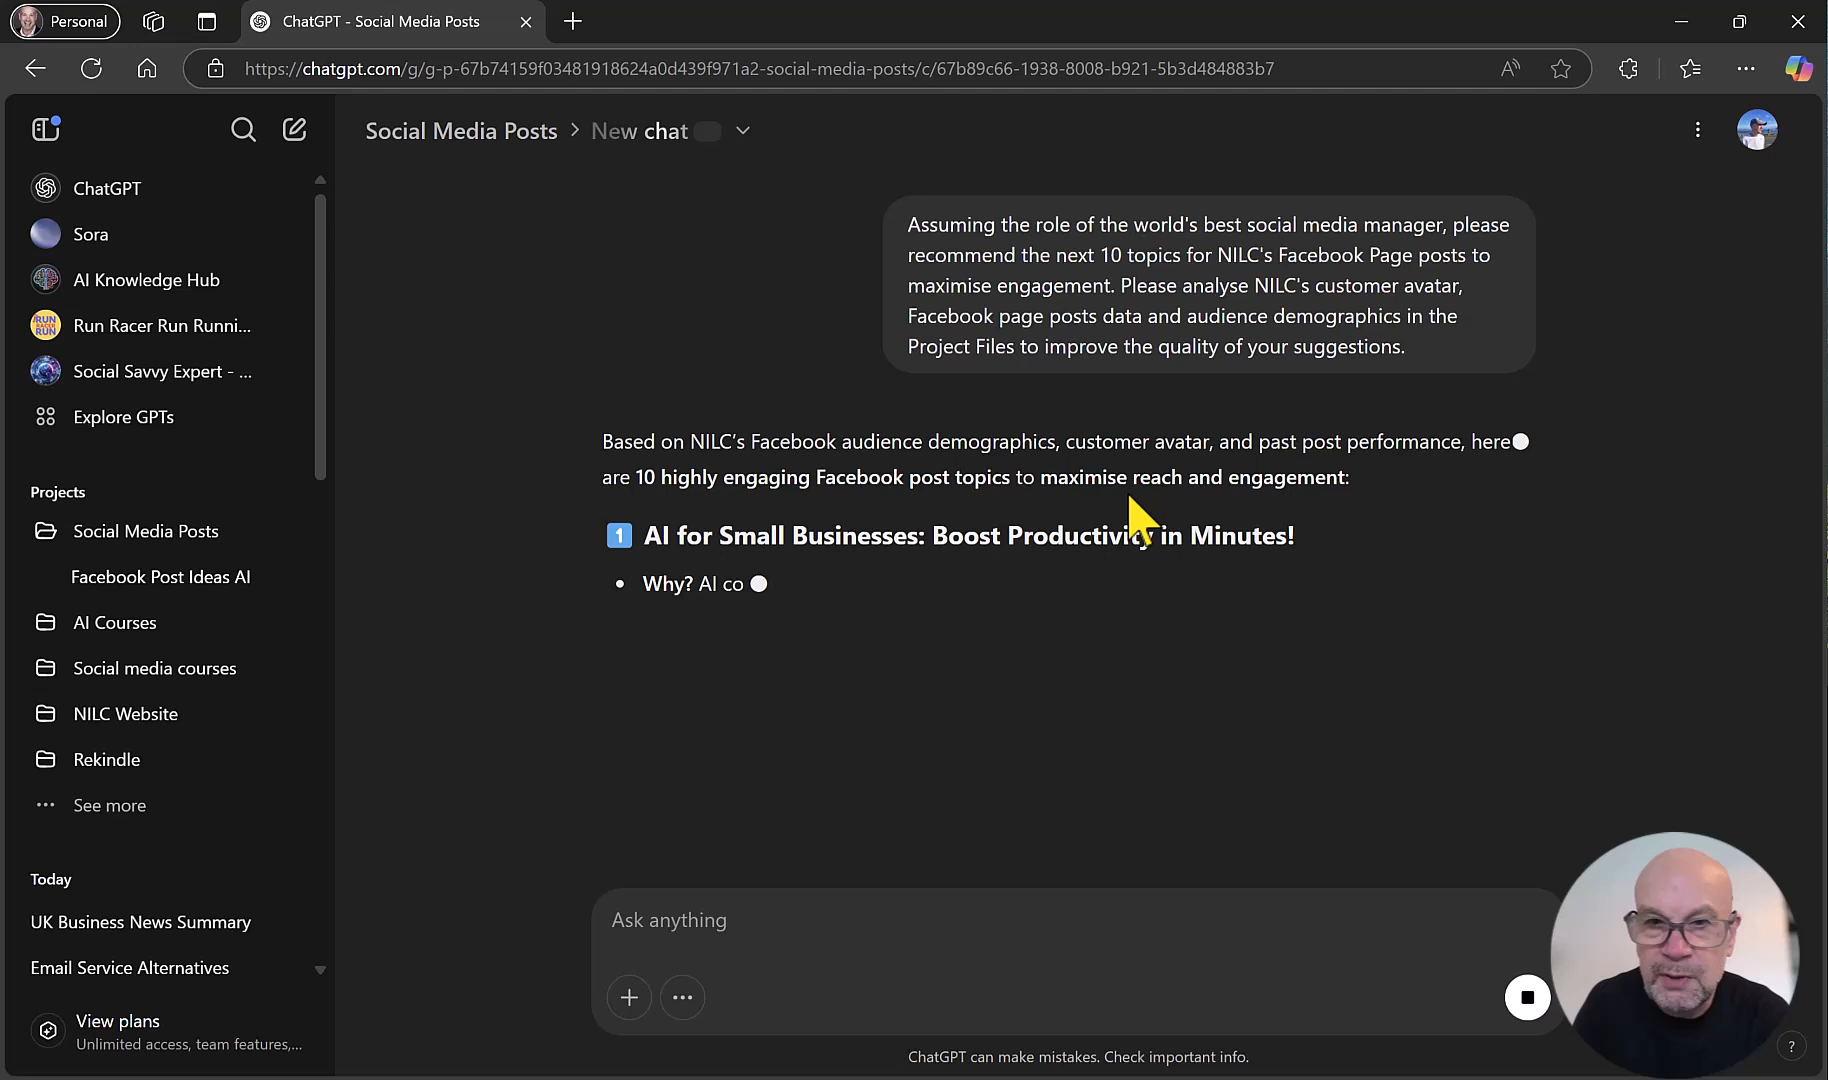 Personal
ChatGPT - Social Media Posts
https://chatgpt.com/g/g-p-67b74159f03481918624a0d439f971a2-social-media-posts/c/67b89c66-1938-8008-b921-5b3d484883b7
Social Media Posts > New chat
ChatGPT
Sora
AI Knowledge Hub
RUN RACER RUN
Run Racer Run Runni...
Social Savvy Expert - ...
Explore GPTs
Projects
Social Media Posts
Facebook Post Ideas AI
AI Courses
Social media courses
NILC Website
Rekindle
See more
Today
UK Business News Summary
Email Service Alternatives
View plans
Unlimited access, team features,...
Assuming the role of the world's best social media manager, please
recommend the next 10 topics for NILC's Facebook Page posts to
maximise engagement. Please analyse NILC's customer avatar,
Facebook page posts data and audience demographics in the
Project Files to improve the quality of your suggestions.
Based on NILC’s Facebook audience demographics, customer avatar, and past post performance, here
are 10 highly engaging Facebook post topics to maximise reach and engagement:
1 AI for Small Businesses: Boost Productivity in Minutes!
• Why? AI co
Ask anything
ChatGPT can make mistakes. Check important info.
?